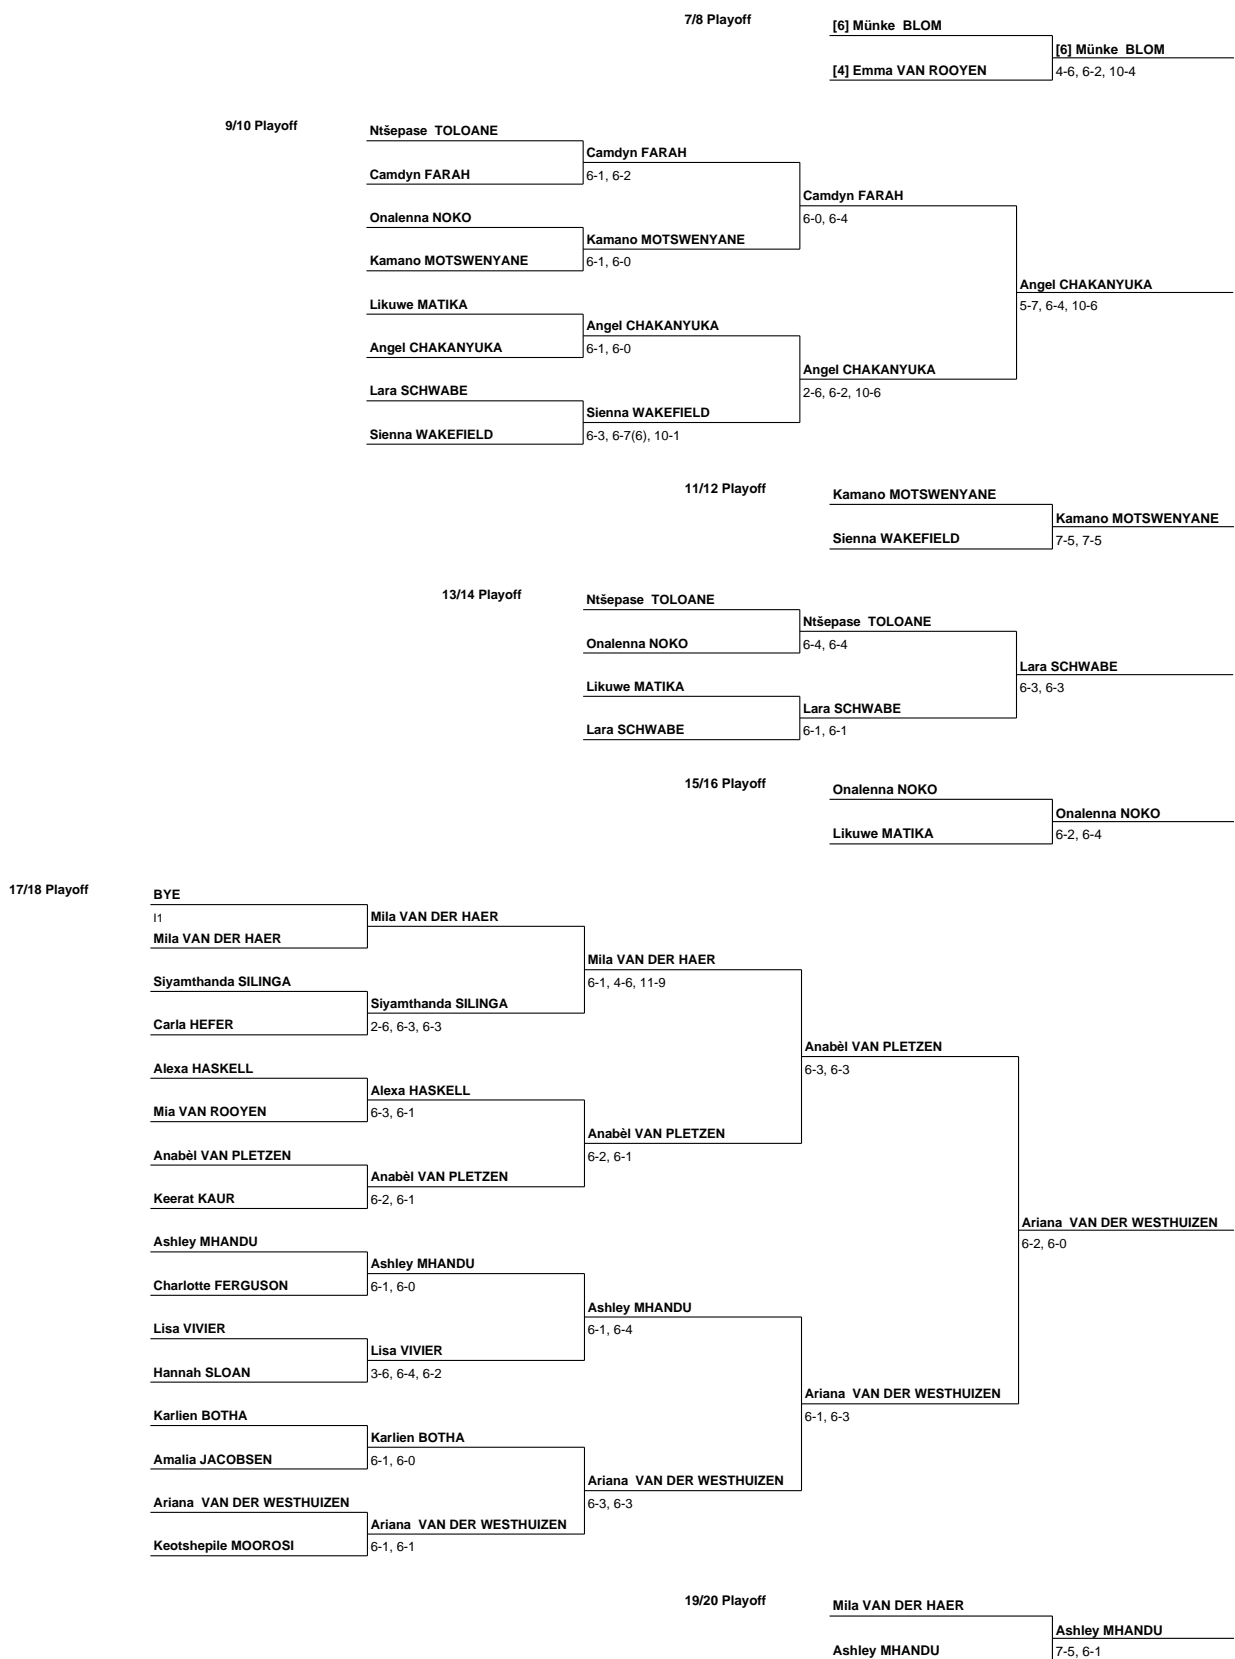 7/8 Playoff
[6] Münke  BLOM
[6] Münke  BLOM
[4] Emma VAN ROOYEN
4-6, 6-2, 10-4
9/10 Playoff
Ntšepase  TOLOANE
Camdyn FARAH
Camdyn FARAH
6-1, 6-2
Camdyn FARAH
6-0, 6-4
Onalenna NOKO
Kamano MOTSWENYANE
Kamano MOTSWENYANE
6-1, 6-0
Angel CHAKANYUKA
5-7, 6-4, 10-6
Likuwe MATIKA
Angel CHAKANYUKA
Angel CHAKANYUKA
6-1, 6-0
Angel CHAKANYUKA
2-6, 6-2, 10-6
Lara SCHWABE
Sienna WAKEFIELD
Sienna WAKEFIELD
6-3, 6-7(6), 10-1
11/12 Playoff
Kamano MOTSWENYANE
Kamano MOTSWENYANE
Sienna WAKEFIELD
7-5, 7-5
13/14 Playoff
Ntšepase  TOLOANE
Ntšepase  TOLOANE
Onalenna NOKO
6-4, 6-4
Lara SCHWABE
6-3, 6-3
Likuwe MATIKA
Lara SCHWABE
Lara SCHWABE
6-1, 6-1
15/16 Playoff
Onalenna NOKO
Onalenna NOKO
Likuwe MATIKA
6-2, 6-4
17/18 Playoff
BYE
I1
Mila VAN DER HAER
Mila VAN DER HAER
Mila VAN DER HAER
6-1, 4-6, 11-9
Siyamthanda SILINGA
Siyamthanda SILINGA
Carla HEFER
2-6, 6-3, 6-3
Anabèl VAN PLETZEN
6-3, 6-3
Alexa HASKELL
Alexa HASKELL
Mia VAN ROOYEN
6-3, 6-1
Anabèl VAN PLETZEN
6-2, 6-1
Anabèl VAN PLETZEN
Anabèl VAN PLETZEN
Keerat KAUR
6-2, 6-1
Ariana  VAN DER WESTHUIZEN
6-2, 6-0
Ashley MHANDU
Ashley MHANDU
Charlotte FERGUSON
6-1, 6-0
Ashley MHANDU
6-1, 6-4
Lisa VIVIER
Lisa VIVIER
Hannah SLOAN
3-6, 6-4, 6-2
Ariana  VAN DER WESTHUIZEN
6-1, 6-3
Karlien BOTHA
Karlien BOTHA
Amalia JACOBSEN
6-1, 6-0
Ariana  VAN DER WESTHUIZEN
6-3, 6-3
Ariana  VAN DER WESTHUIZEN
Ariana  VAN DER WESTHUIZEN
Keotshepile MOOROSI
6-1, 6-1
19/20 Playoff
Mila VAN DER HAER
Ashley MHANDU
Ashley MHANDU
7-5, 6-1